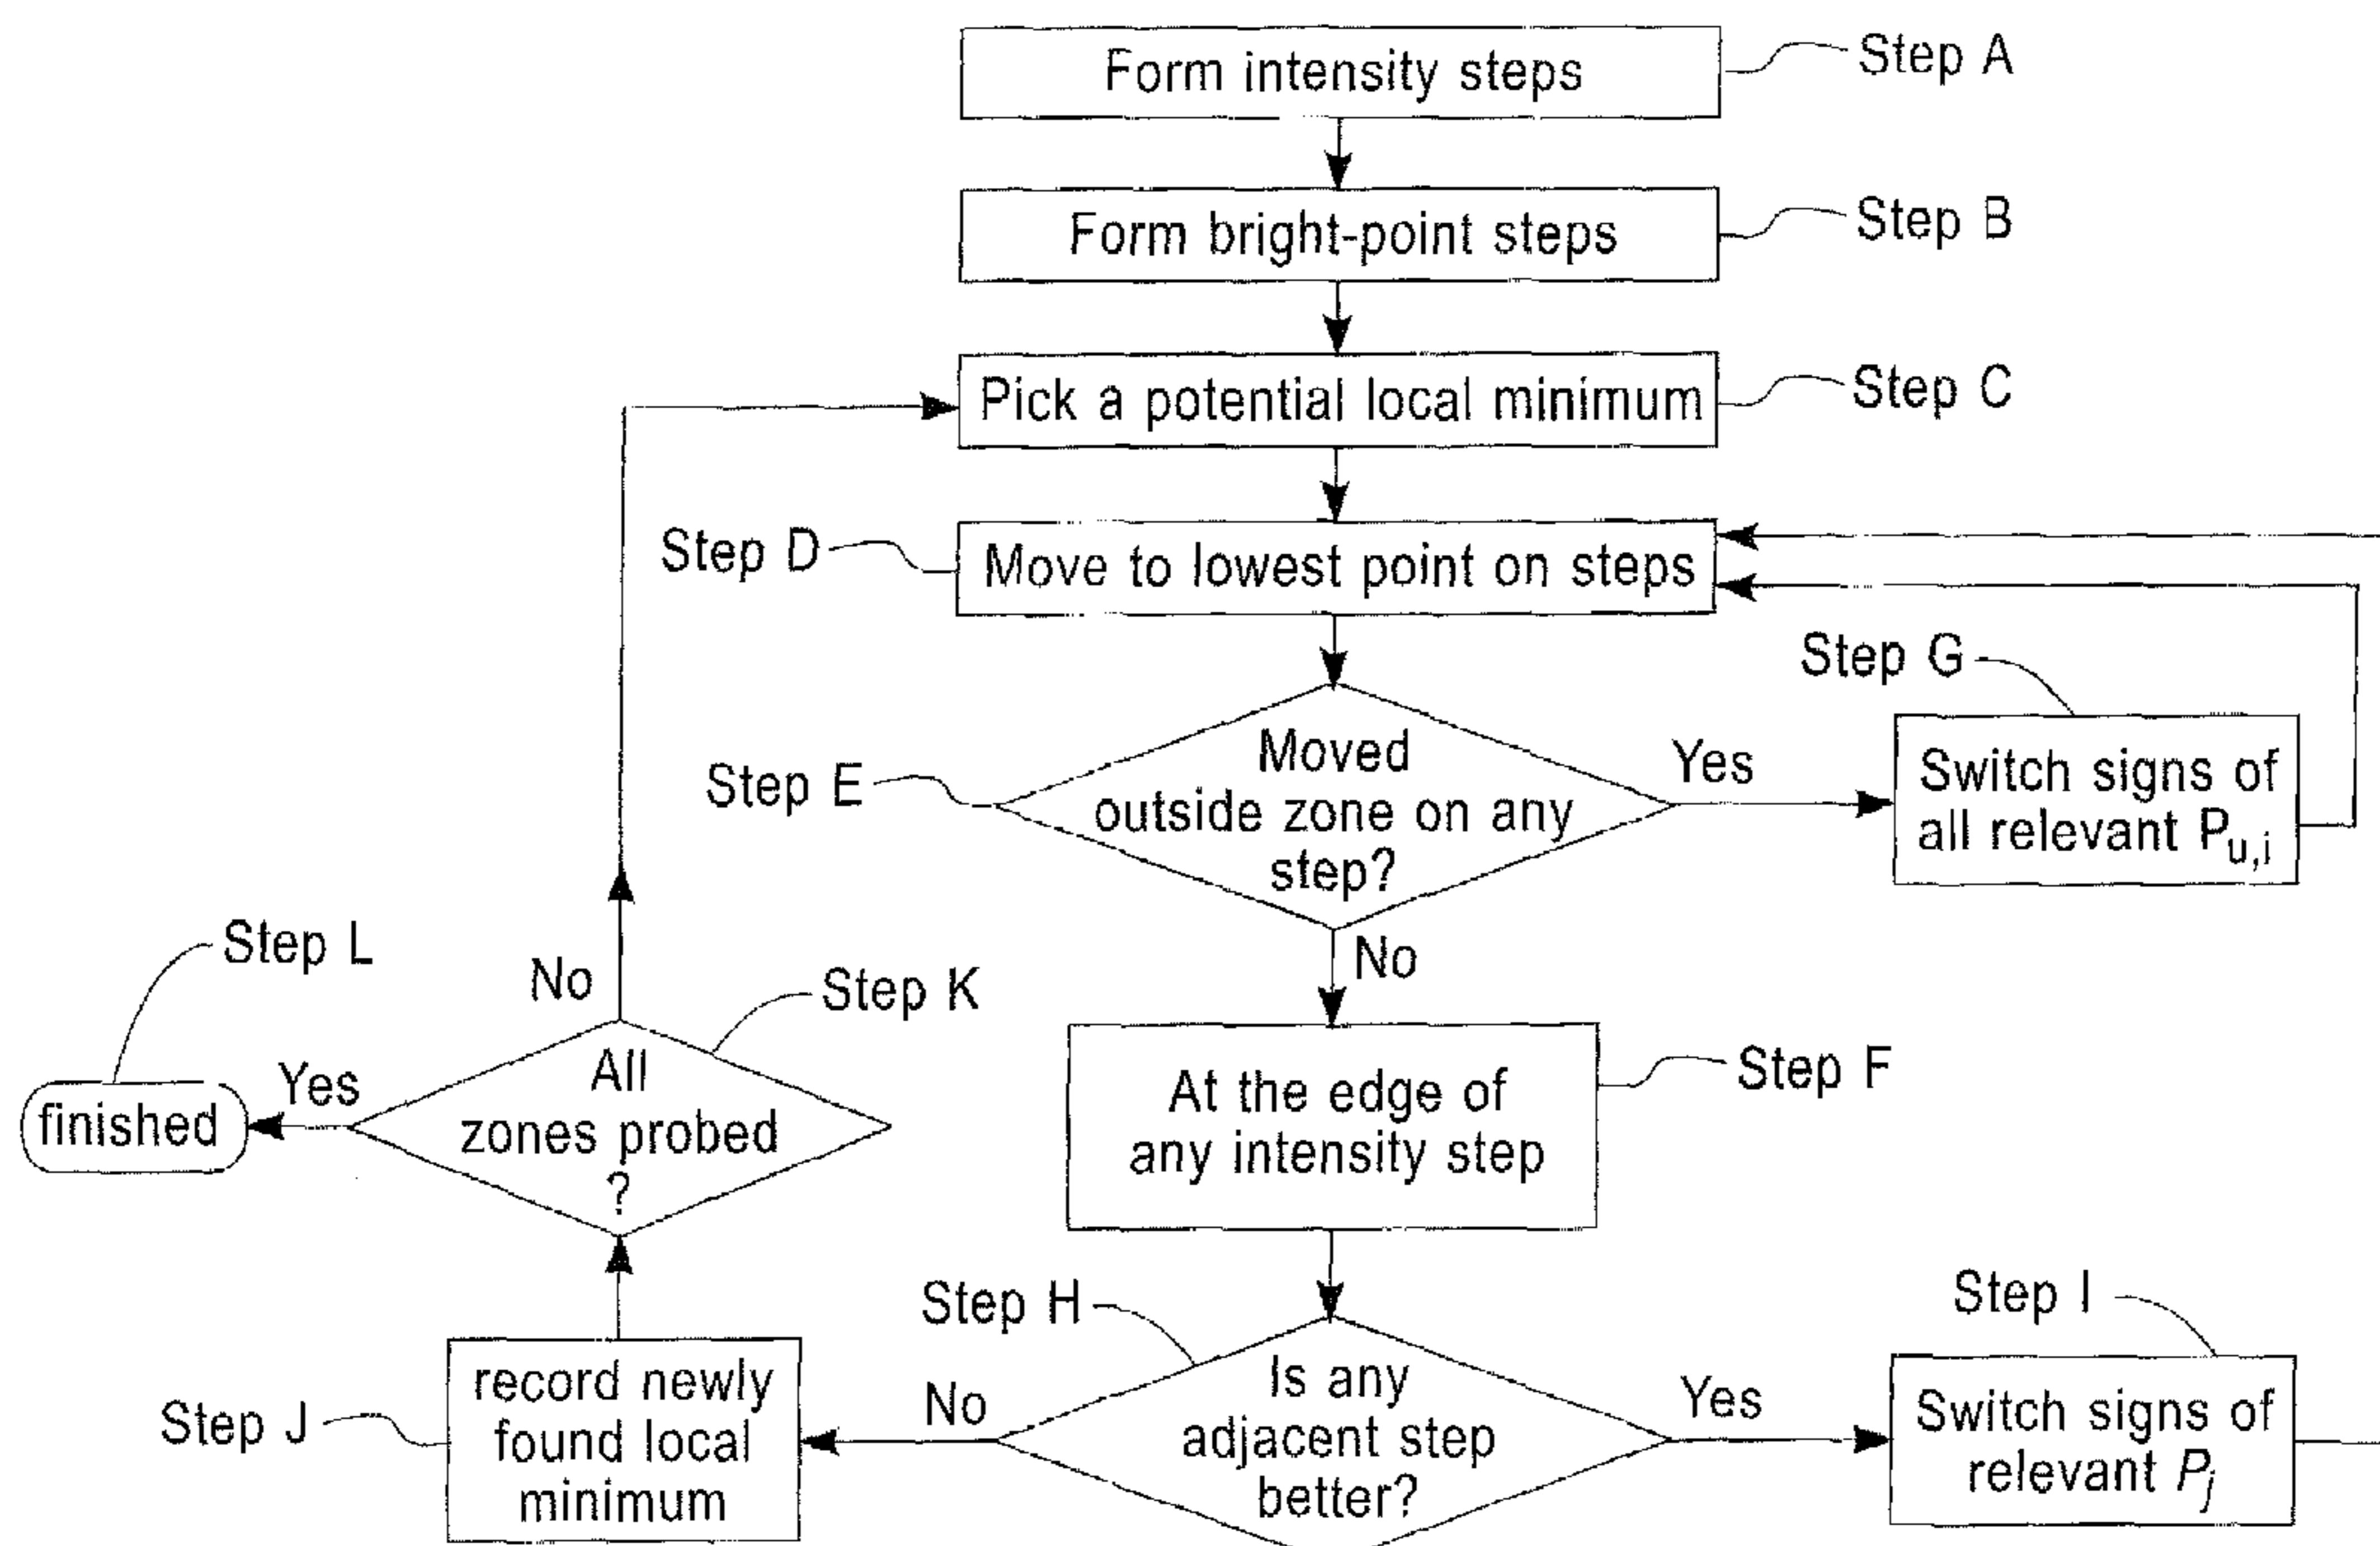 Form intensity steps
Step A
Form bright-point steps
Step B
Pick a potential local minimum
Step C
Step D
Move to lowest point on steps
Step G
Step E
Moved
outside zone on any
step?
Yes
Switch signs of
all relevant Pu,i
No
Step L
No
Step K
Step F
finished
Yes
All
zones probed
?
At the edge of
any intensity step
Step H
Step I
Step J
record newly
found local
minimum
No
Is any
adjacent step
better?
Yes
Switch signs of
relevant Pj